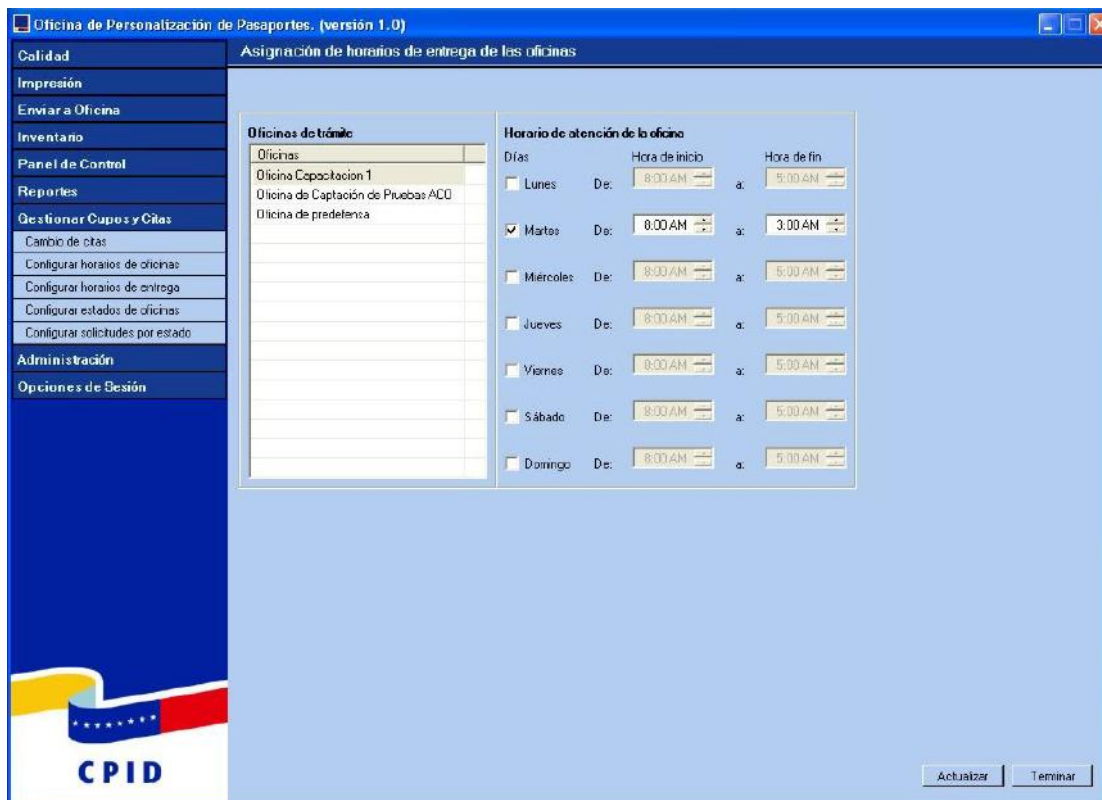 Oficina de Personalización de Pasaportes. (versión 1.0)
Calidad
Impresión
Enviar a Oficina
Inventario
Panel de Control
Reportes
Gestionar Cupos y Citas
Cambio de citas
Configurar horarios de oficinas
Configurar horarios de entrega
Configurar estados de oficinas
Configurar solicitudes por estado
Administración
Opciones de Sesión
CPID
Asignación de horarios de entrega de las oficinas
Oficinas de trámite
Oficinas
Oficina Capacitacion 1
Oficina de Captación de Pruebas ACO
Oficina de predefensa
Horario de atención de la oficina
Días Hora de inicio Hora de fin
Lunes De: 8:00 AM a: 5:00 AM
Martes De: 8:00 AM a: 3:00 AM
Miércoles De: 8:00 AM a: 5:00 AM
Jueves De: 8:00 AM a: 5:00 AM
Viernes De: 8:00 AM a: 5:00 AM
Sábado De: 8:00 AM a: 5:00 AM
Domingo De: 8:00 AM a: 5:00 AM
Actualizar Terminar